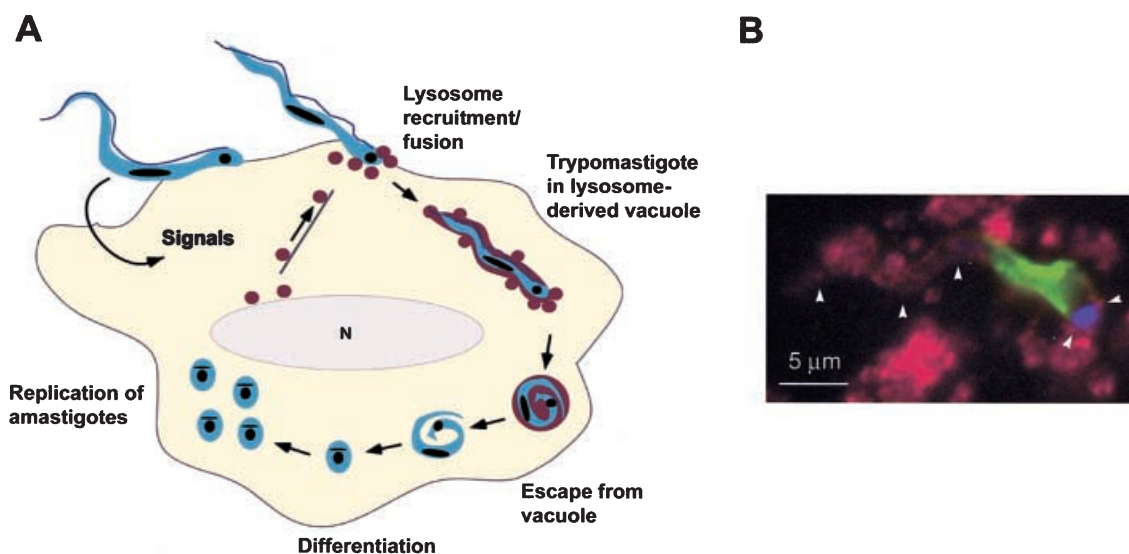 A
B
Lysosome
recruitment/
fusion
Trypomastigote
in lysosome-
derived vacuole
Signals
N
5 μm
Replication of
amastigotes
Escape from
vacuole
Differentiation